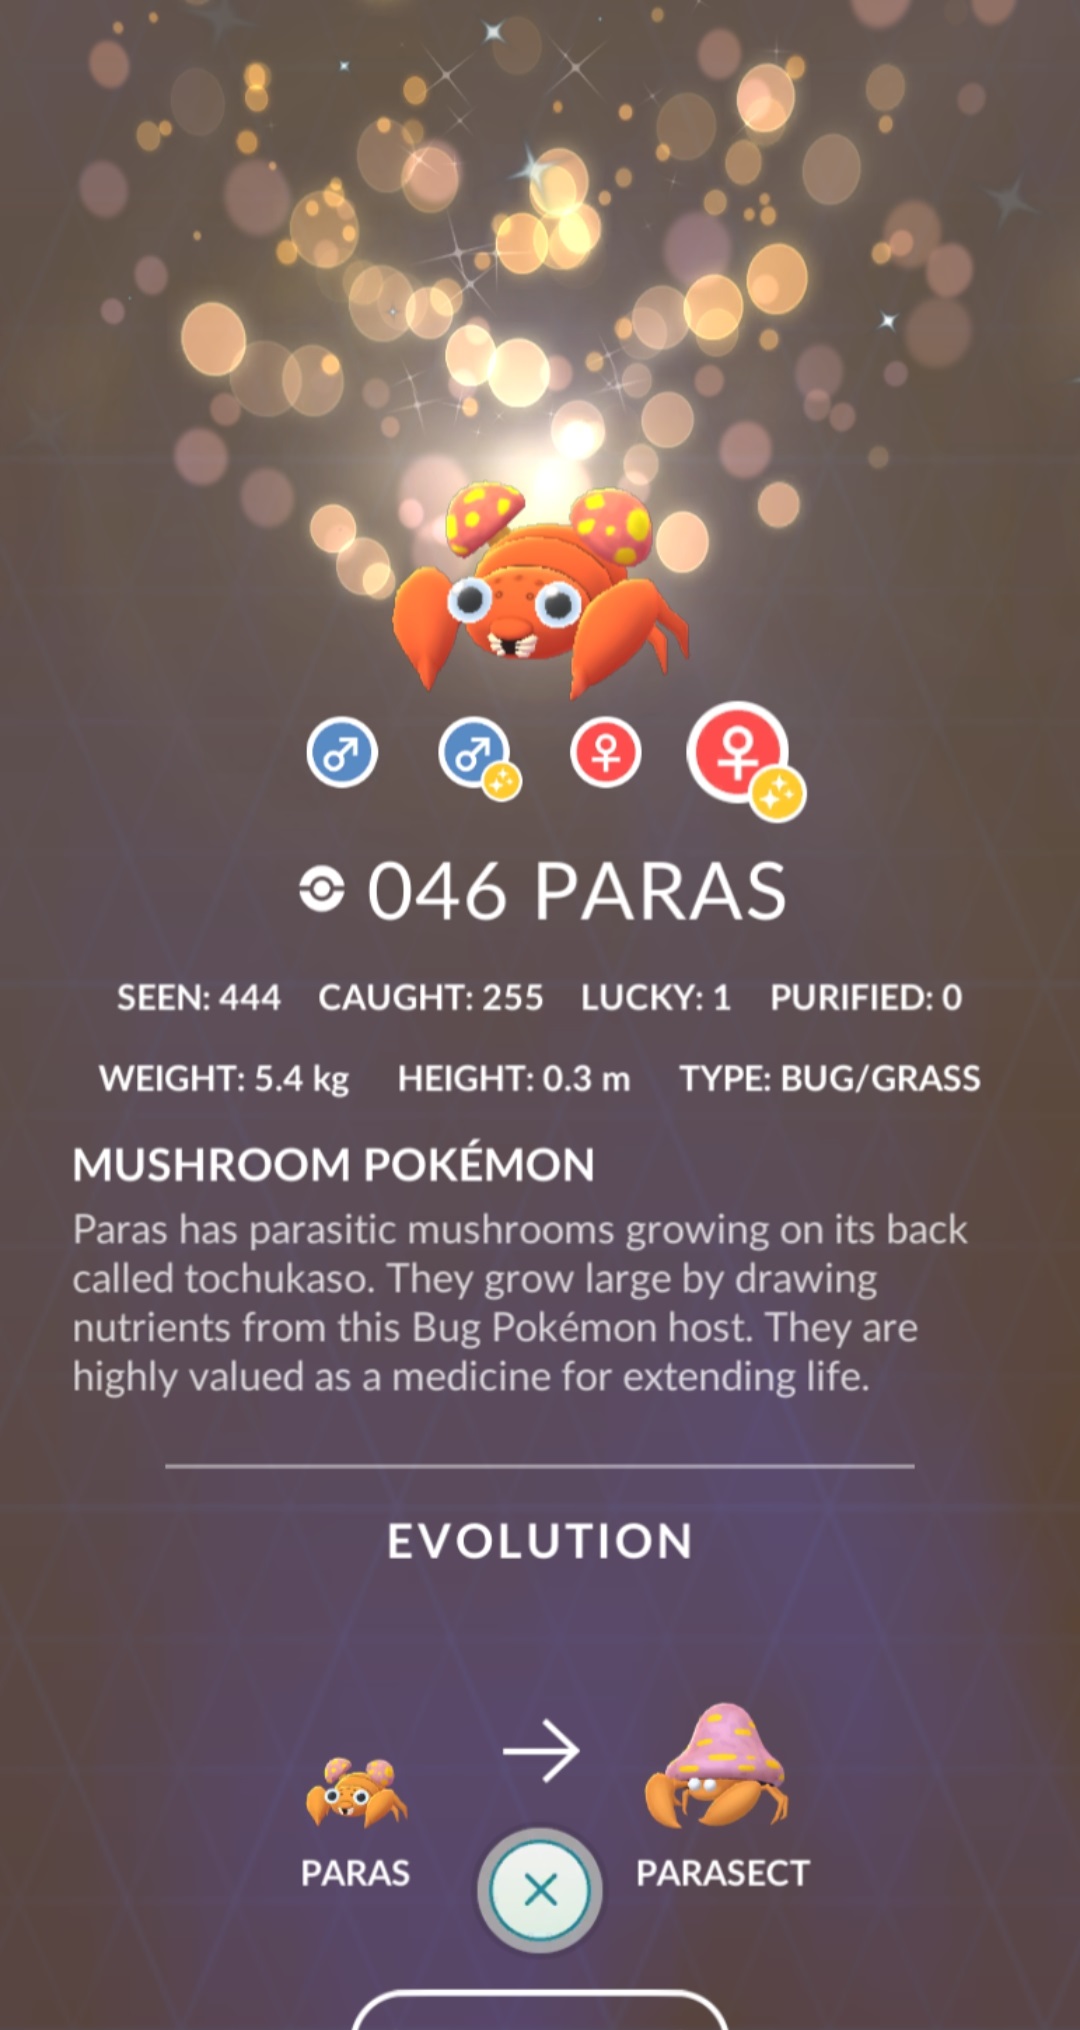 046 PARAS
SEEN: 444 CAUGHT: 255 LUCKY: 1 PURIFIED: 0
WEIGHT: 5.4 kg HEIGHT: 0.3 m TYPE: BUG/GRASS
MUSHROOM POKÉMON
Paras has parasitic mushrooms growing on its back
called tochukaso. They grow large by drawing
nutrients from this Bug Pokémon host. They are
highly valued as a medicine for extending life.
EVOLUTION
PARAS PARASECT